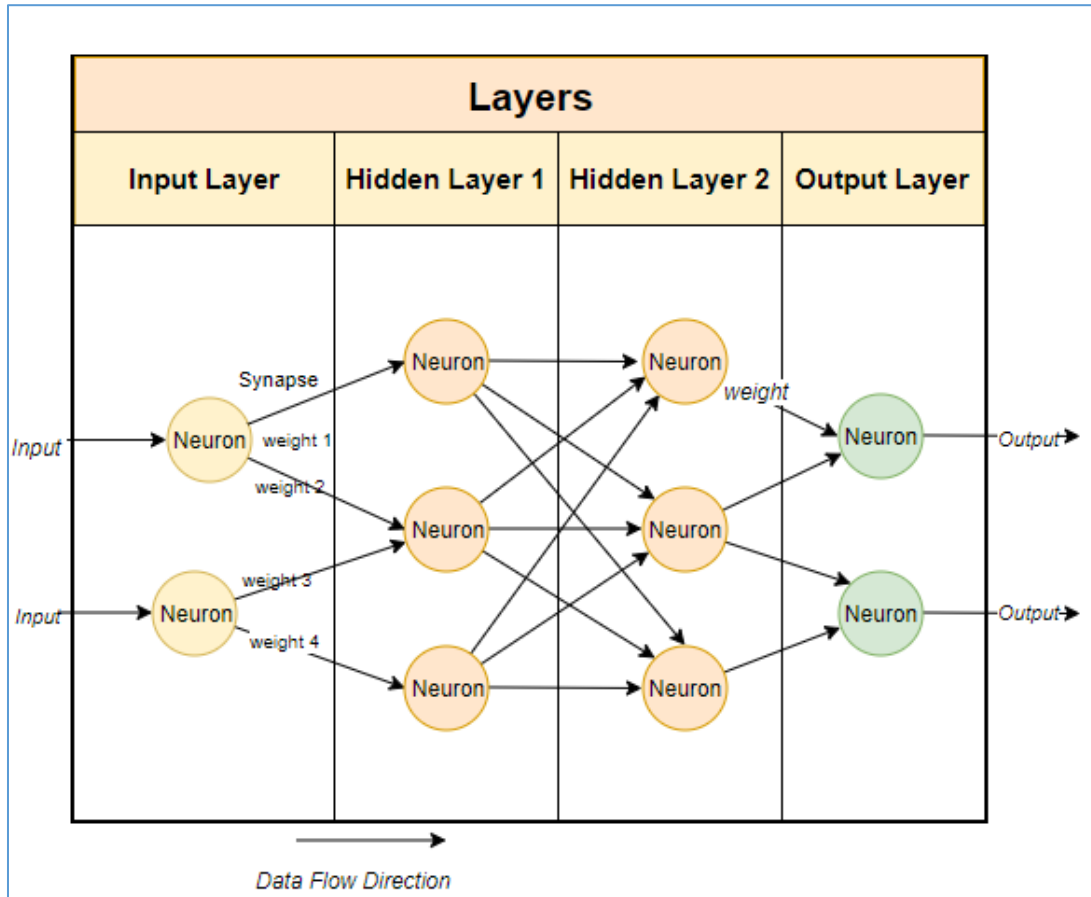 Layers
Input Layer
Hidden Layer 1
Hidden Layer 2
Output Layer
Neuron
Neuron
Synapse
weight
Neuron
Neuron
Input
weight 1
Output
weight 2
Neuron
Neuron
weight 3
Neuron
Neuron
Input
Output
weight 4
Neuron
Neuron
Data Flow Direction